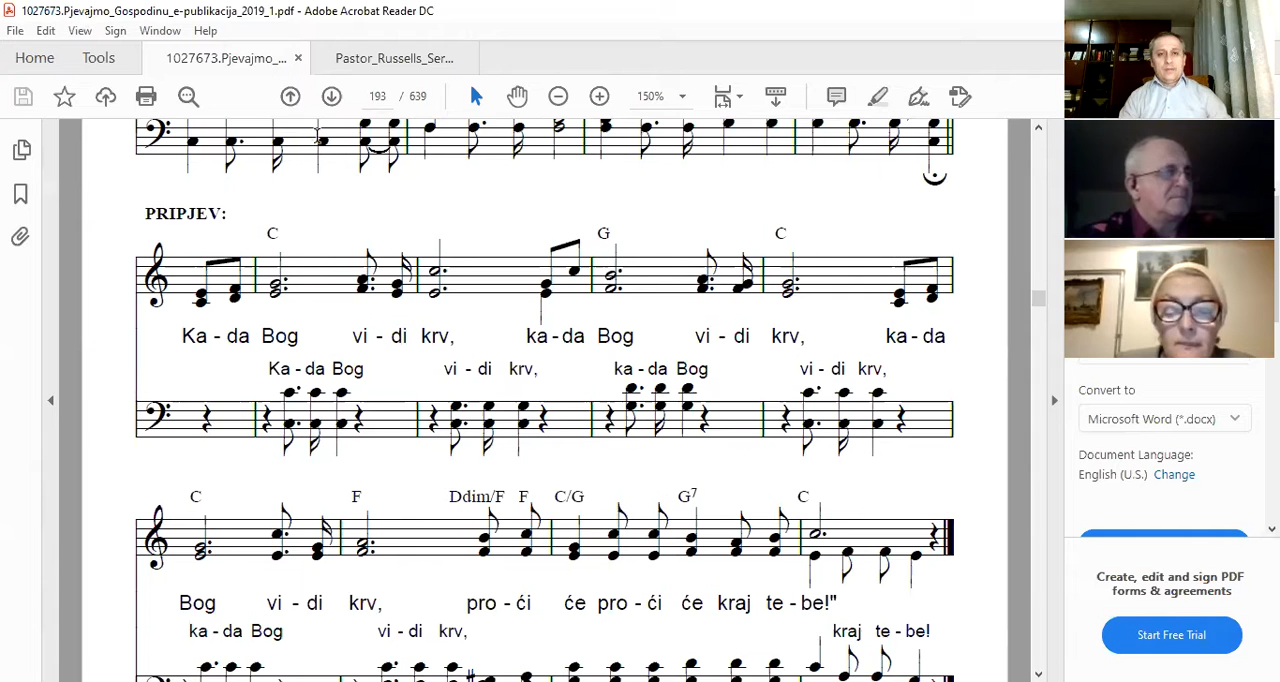 1027673.Pjevajmo_Gospodinu_e-publikacija_2019_1.pdf - Adobe Acrobat Reader DC
File Edit View Sign Window Help
Home Tools 1027673.Pjevajmo_... × Pastor_Russells_Ser...
193 / 639 150%
PRIPJEV:
C G C
Ka - da Bog vi - di krv, ka - da Bog vi - di krv, ka - da
Ka - da Bog vi - di krv, ka - da Bog vi - di krv,
C F Ddim/F F C/G G7 C
Bog vi - di krv, pro - ći će pro - ći će kraj te - be!"
ka - da Bog vi - di krv, kraj te - be!
Convert to
Microsoft Word (*.docx)
Document Language:
English (U.S.) Change
Create, edit and sign PDF
forms & agreements
Start Free Trial